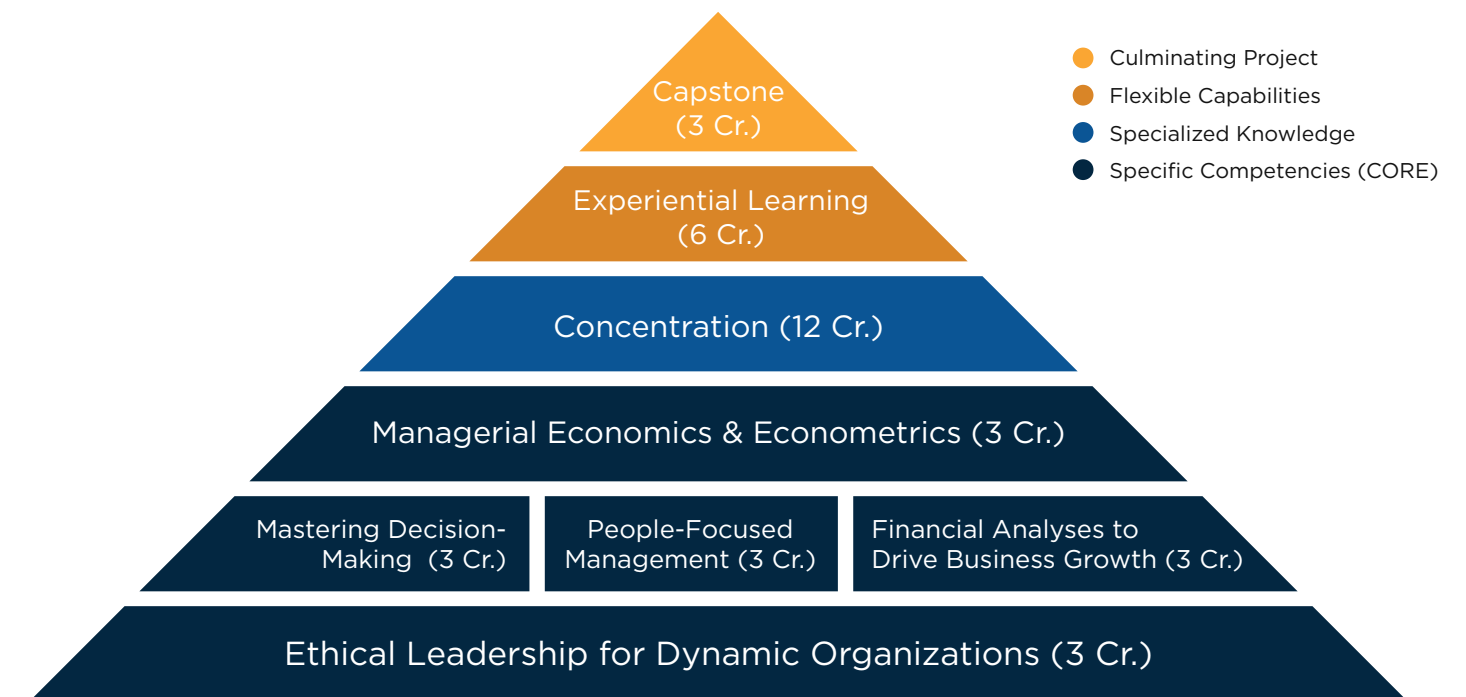 Capstone
(3 Cr.)
Experiential Learning
(6 Cr.)
Concentration (12 Cr.)
Managerial Economics & Econometrics (3 Cr.)
Mastering Decision-
Making (3 Cr.)
People-Focused
Management (3 Cr.)
Financial Analyses to
Drive Business Growth (3 Cr.)
Ethical Leadership for Dynamic Organizations (3 Cr.)
Culminating Project
Flexible Capabilities
Specialized Knowledge
Specific Competencies (CORE)